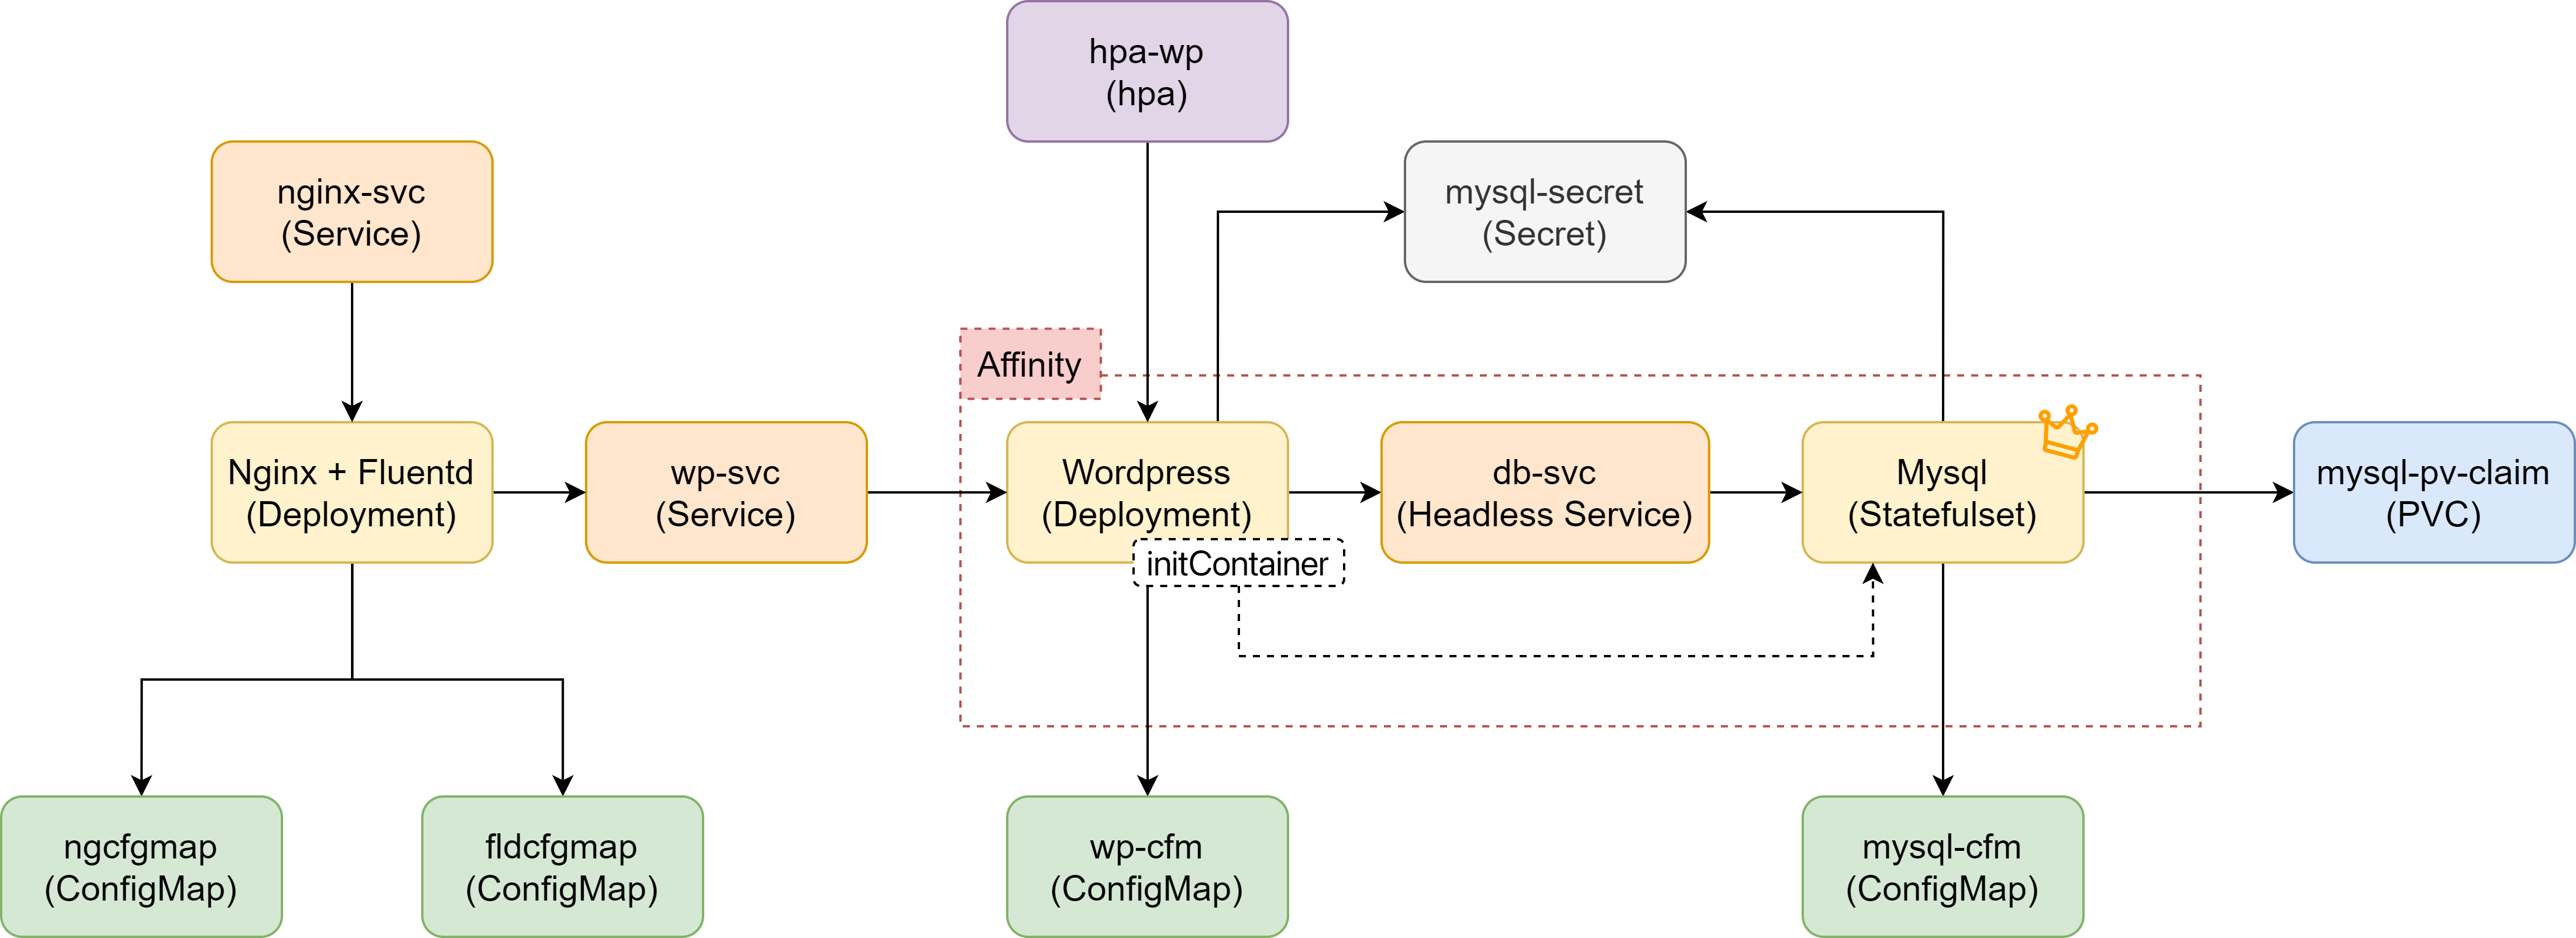 hpa-wp
(hpa)
nginx-svc
(Service)
mysql-secret
(Secret)
Affinity
Nginx + Fluentd
(Deployment)
wp-svc
(Service)
Wordpress
(Deployment)
initContainer
db-svc
(Headless Service)
Mysql
(Statefulset)
mysql-pv-claim
(PVC)
ngcfgmap
(ConfigMap)
fldcfgmap
(ConfigMap)
wp-cfm
(ConfigMap)
mysql-cfm
(ConfigMap)